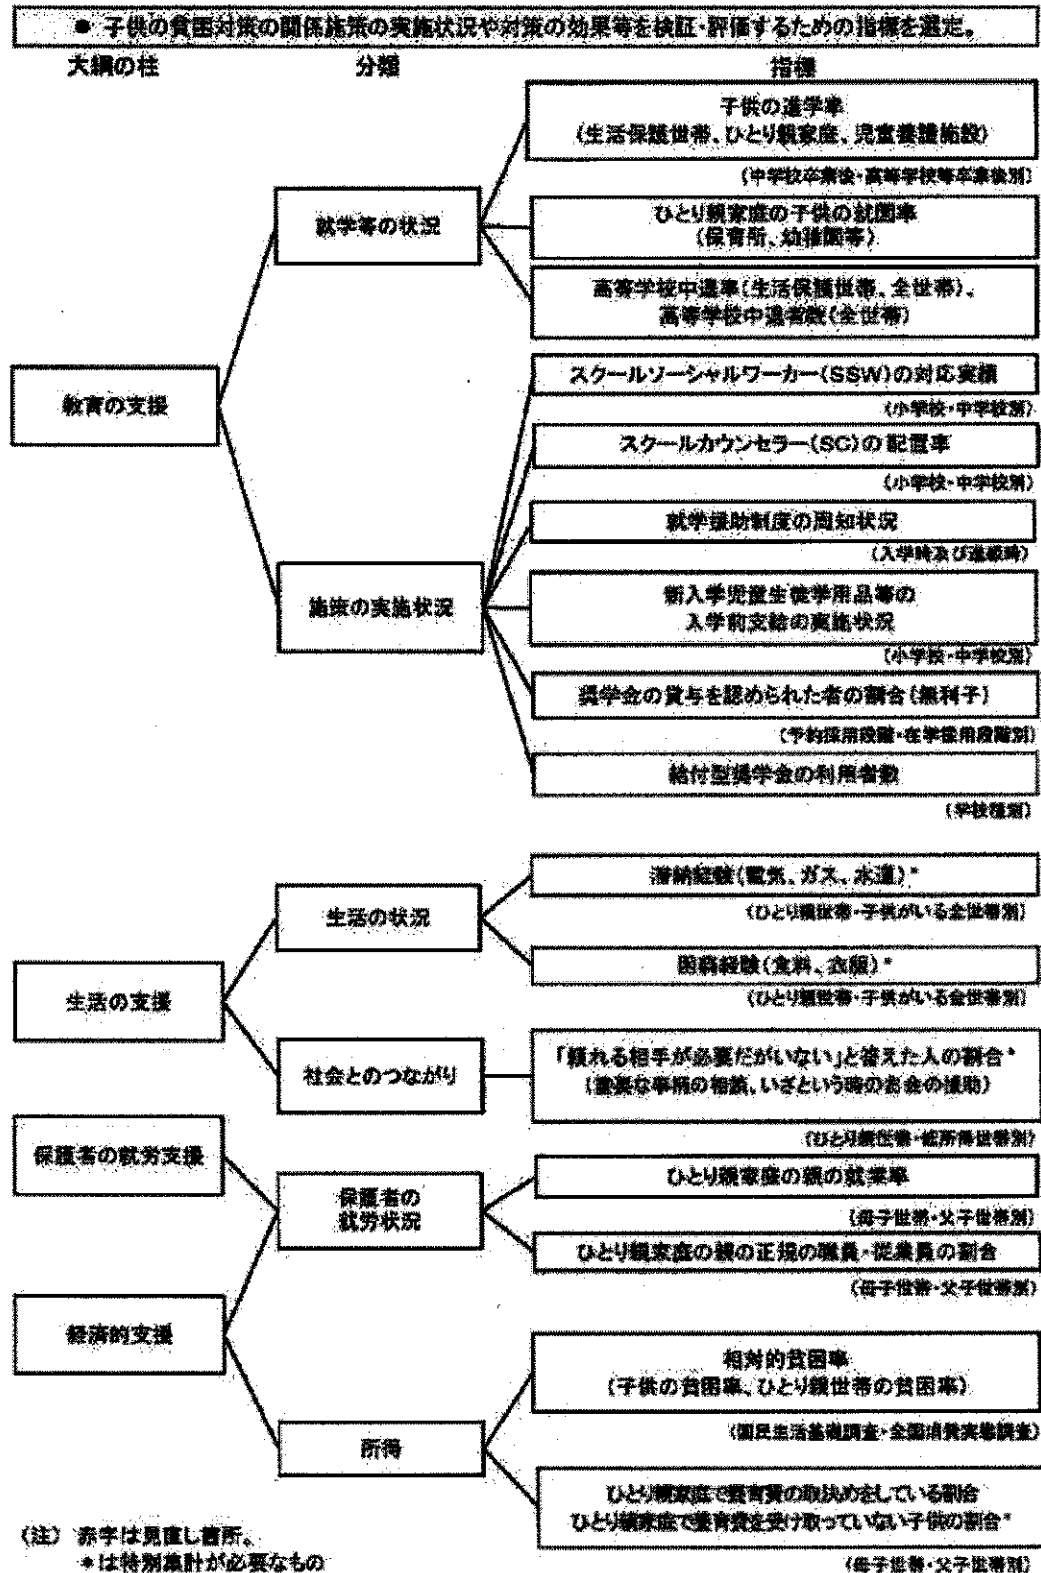 ● 子供の貧困対策の関係施策の実施状況や対策の効果等を検証・評価するための指標を選定。
大綱の柱
分類
指標
教育の支援
就学等の状況
子供の進学率
(生活保護世帯、ひとり親家庭、児童養護施設)
(中学校卒業後・高等学校等卒業後別)
ひとり親家庭の子供の就園率
(保育所、幼稚園等)
高等学校中退率(生活保護世帯、全世帯)、
高等学校中退者数(全世帯)
施策の実施状況
スクールソーシャルワーカー(SSW)の対応実績
(小学校・中学校別)
スクールカウンセラー(SC)の配置率
(小学校・中学校別)
就学援助制度の周知状況
(入学時及び進級時)
新入学児童生徒学用品等の
入学前支給の実施状況
(小学校・中学校別)
奨学金の貸与を認められた者の割合(無利子)
(予約採用段階・在学採用段階別)
給付型奨学金の利用者数
(学校種別)
生活の支援
生活の状況
滞納経験(電気、ガス、水道)*
(ひとり親世帯・子供がいる全世帯別)
困窮経験(食料、衣服)*
(ひとり親世帯・子供がいる全世帯別)
社会とのつながり
「頼れる相手が必要だがいない」と答えた人の割合*
(重要な事柄の相談、いざという時のお金の援助)
(ひとり親世帯・低所得世帯別)
保護者の就労支援
保護者の
就労状況
ひとり親家庭の親の就業率
(母子世帯・父子世帯別)
ひとり親家庭の親の正規の職員・従業員の割合
(母子世帯・父子世帯別)
経済的支援
所得
相対的貧困率
(子供の貧困率、ひとり親世帯の貧困率)
(国民生活基礎調査・全国消費実態調査)
ひとり親家庭で養育費の取決めをしている割合
ひとり親家庭で養育費を受け取っていない子供の割合*
(母子世帯・父子世帯別)
(注) 赤字は見直し箇所、
*は特別集計が必要なもの